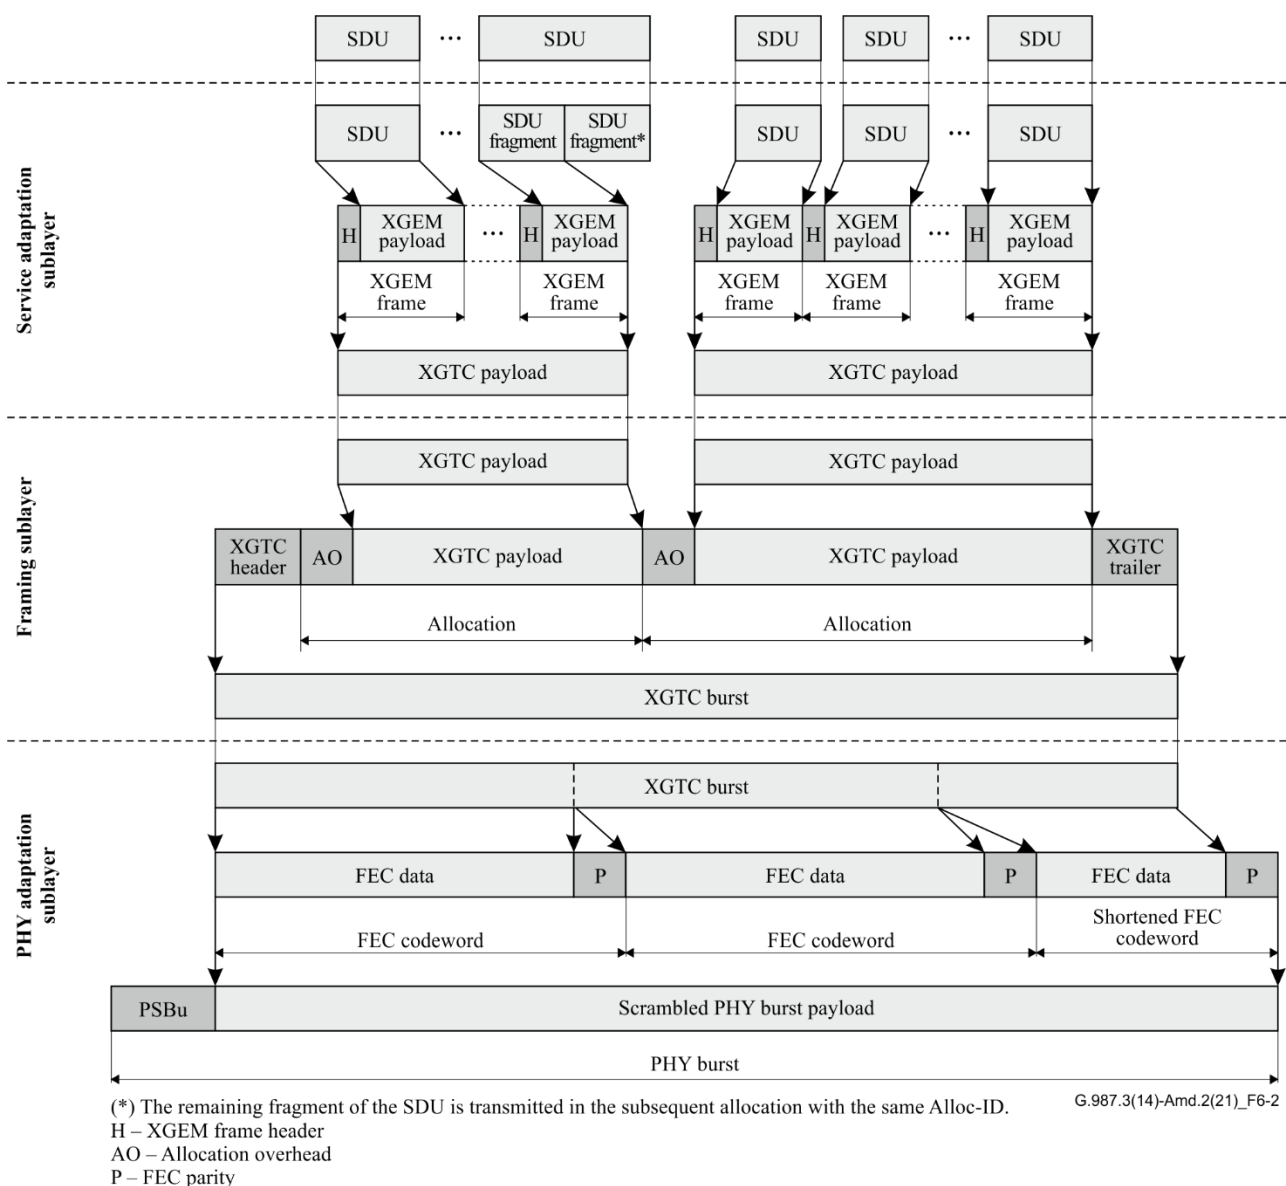 SDU ... SDU SDU SDU ... SDU
Service adaptation
sublayer
SDU ... SDU
fragment SDU
fragment* SDU SDU ... SDU
H XGEM
payload ... H XGEM
payload H XGEM
payload H XGEM
payload ... H XGEM
payload
XGEM
frame XGEM
frame XGEM
frame XGEM
frame XGEM
frame
XGTC payload XGTC payload
Framing sublayer
XGTC payload XGTC payload
XGTC
header AO XGTC payload AO XGTC payload XGTC
trailer
Allocation Allocation
XGTC burst
PHY adaptation
sublayer
XGTC burst
FEC data P FEC data P FEC data P
FEC codeword FEC codeword Shortened FEC
codeword
PSBu Scrambled PHY burst payload
PHY burst
(*) The remaining fragment of the SDU is transmitted in the subsequent allocation with the same Alloc-ID.
G.987.3(14)-Amd.2(21)_F6-2
H – XGEM frame header
AO – Allocation overhead
P – FEC parity